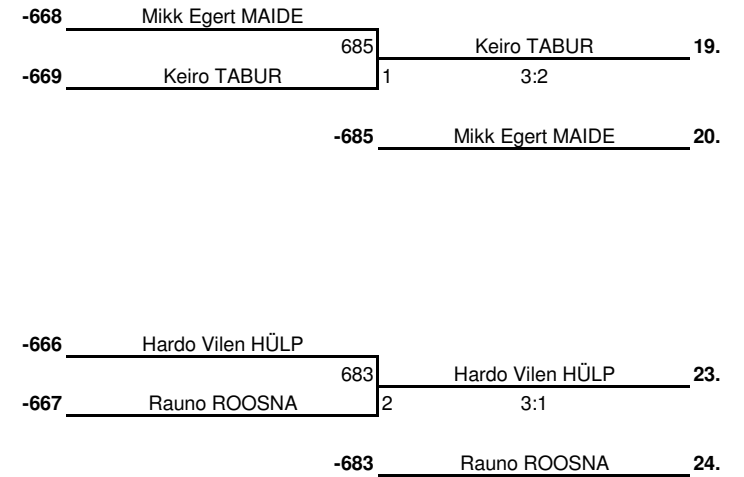 -668 Mikk Egert MAIDE
685 Keiro TABUR 19.
-669 Keiro TABUR 1 3:2
-685 Mikk Egert MAIDE 20.
-666 Hardo Vilen HÜLP
683 Hardo Vilen HÜLP 23.
-667 Rauno ROOSNA 2 3:1
-683 Rauno ROOSNA 24.